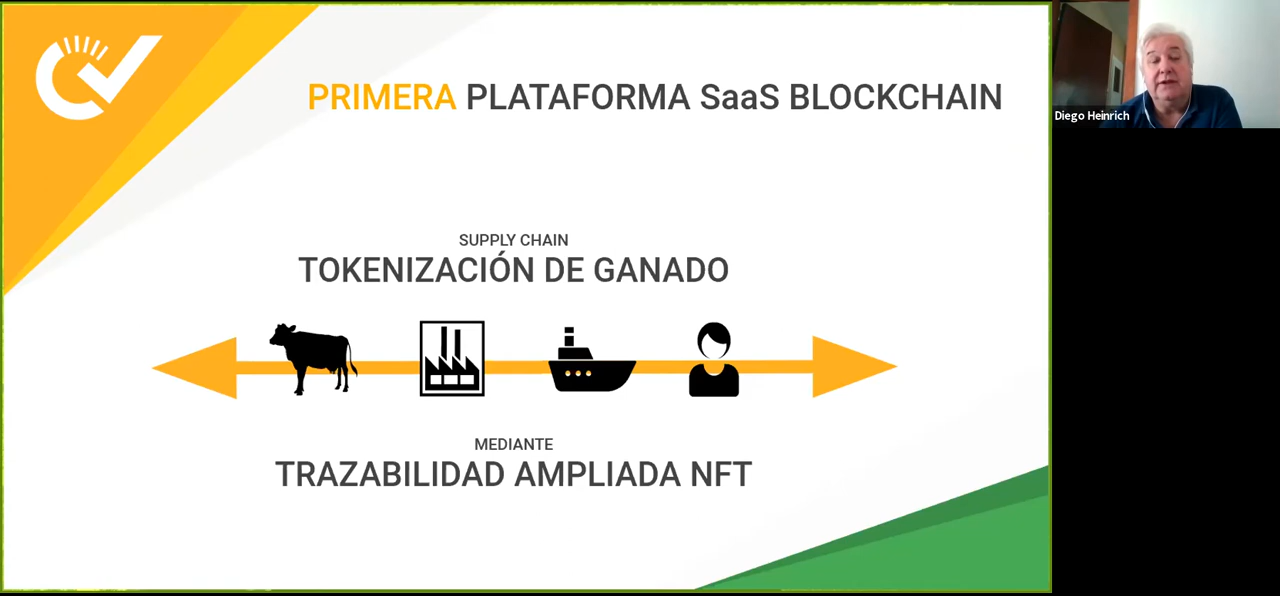 PRIMERA PLATAFORMA SaaS BLOCKCHAIN
SUPPLY CHAIN
TOKENIZACIÓN DE GANADO
MEDIANTE
TRAZABILIDAD AMPLIADA NFT
Diego Heinrich